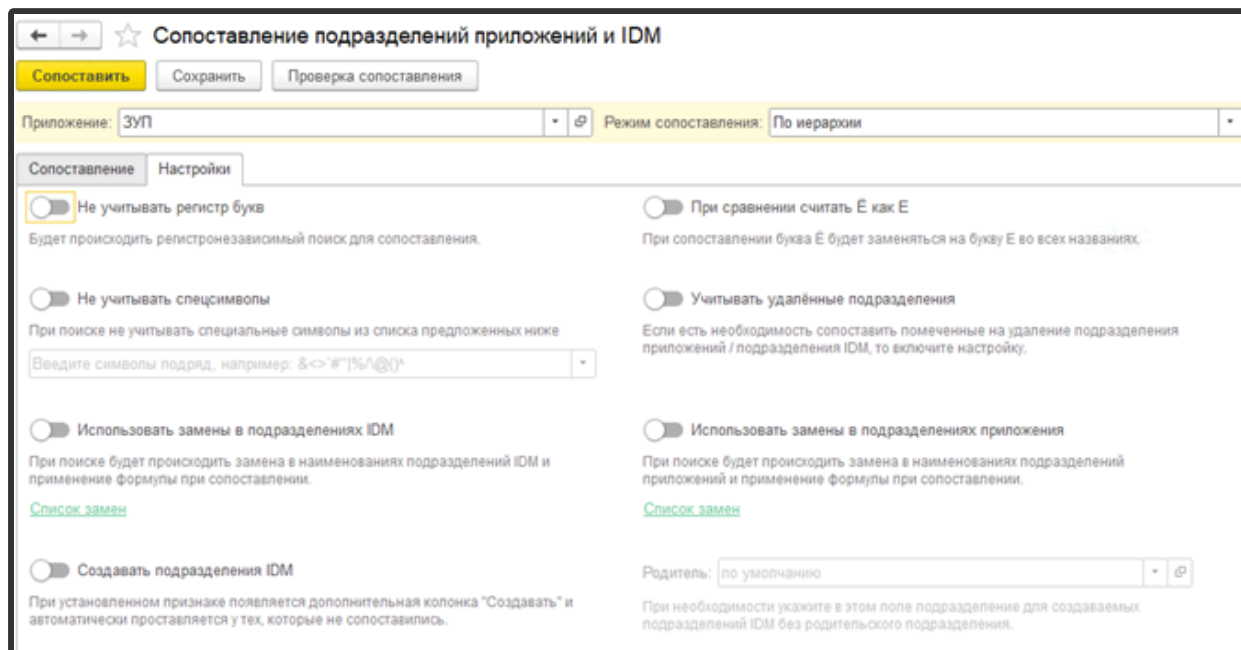 Сопоставление подразделений приложений и IDM
Сопоставить Сохранить Проверка сопоставления
Приложение: ЗУП Режим сопоставления: По иерархии
Сопоставление Настройки
Не учитывать регистр букв
При сравнении считать Ё как Е
Будет происходить регистронезависимый поиск для сопоставления.
При сопоставлении буква Ё будет заменяться на букву Е во всех названиях.
Не учитывать спецсимволы
Учитывать удалённые подразделения
При поиске не учитывать специальные символы из списка предложенных ниже
Если есть необходимость сопоставить помеченные на удаление подразделения
приложений / подразделения IDM, то включите настройку.
Введите символы подряд, например: &<>`#'"|%/\@()^
Использовать замены в подразделениях IDM
Использовать замены в подразделениях приложения
При поиске будет происходить замена в наименованиях подразделений IDM и
применение формулы при сопоставлении.
При поиске будет происходить замена в наименованиях подразделений
приложений и применение формулы при сопоставлении.
Список замен
Список замен
Создавать подразделения IDM
Родитель: по умолчанию
При установленном признаке появляется дополнительная колонка "Создавать" и
автоматически проставляется у тех, которые не сопоставились.
При необходимости укажите в этом поле подразделение для создаваемых
подразделений IDM без родительского подразделения.